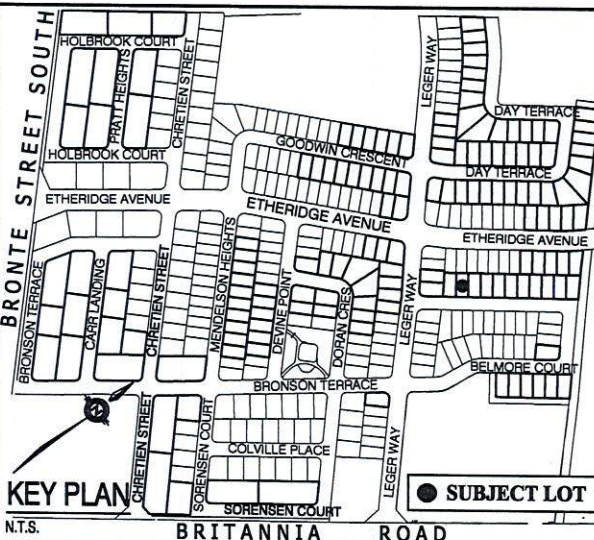 BRONTE STREET SOUTH
HOLBROOK COURT
PRATT HEIGHTS
CHRETIEN STREET
HOLBROOK COURT
LEGER WAY
DAY TERRACE
GOODWIN CRESCENT
DAY TERRACE
ETHERIDGE AVENUE
ETHERIDGE AVENUE
ETHERIDGE AVENUE
BRONSON TERRACE
CARR LANDING
CHRETIEN STREET
MENDELSON HEIGHTS
DEVINE POINT
DORAN CRES
LEGER WAY
BELMORE COURT
BRONSON TERRACE
N
CHRETIEN STREET
SORENSEN COURT
COLVILLE PLACE
LEGER WAY
KEY PLAN
SUBJECT LOT
SORENSEN COURT
N.T.S.
BRITANNIA ROAD